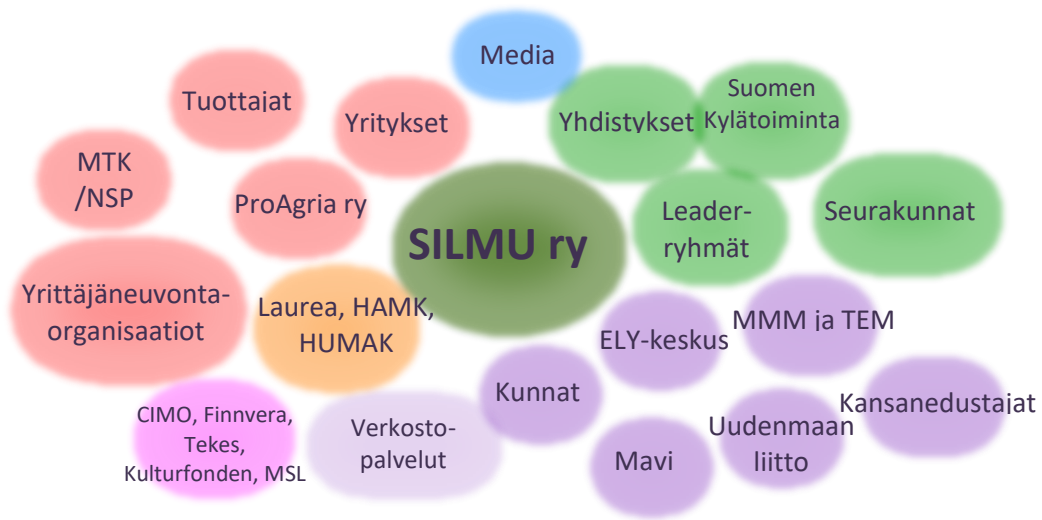 Media
Tuottajat
Yritykset
Yhdistykset
Suomen
Kylätoiminta
MTK
/NSP
ProAgria ry
SILMU ry
Leader-
ryhmät
Seurakunnat
Yrittäjäneuvonta-
organisaatiot
Laurea, HAMK,
HUMAK
ELY-keskus
MMM ja TEM
Kunnat
Kansanedustajat
CIMO, Finnvera,
Tekes,
Kulturfonden, MSL
Verkosto-
palvelut
Mavi
Uudenmaan
liitto